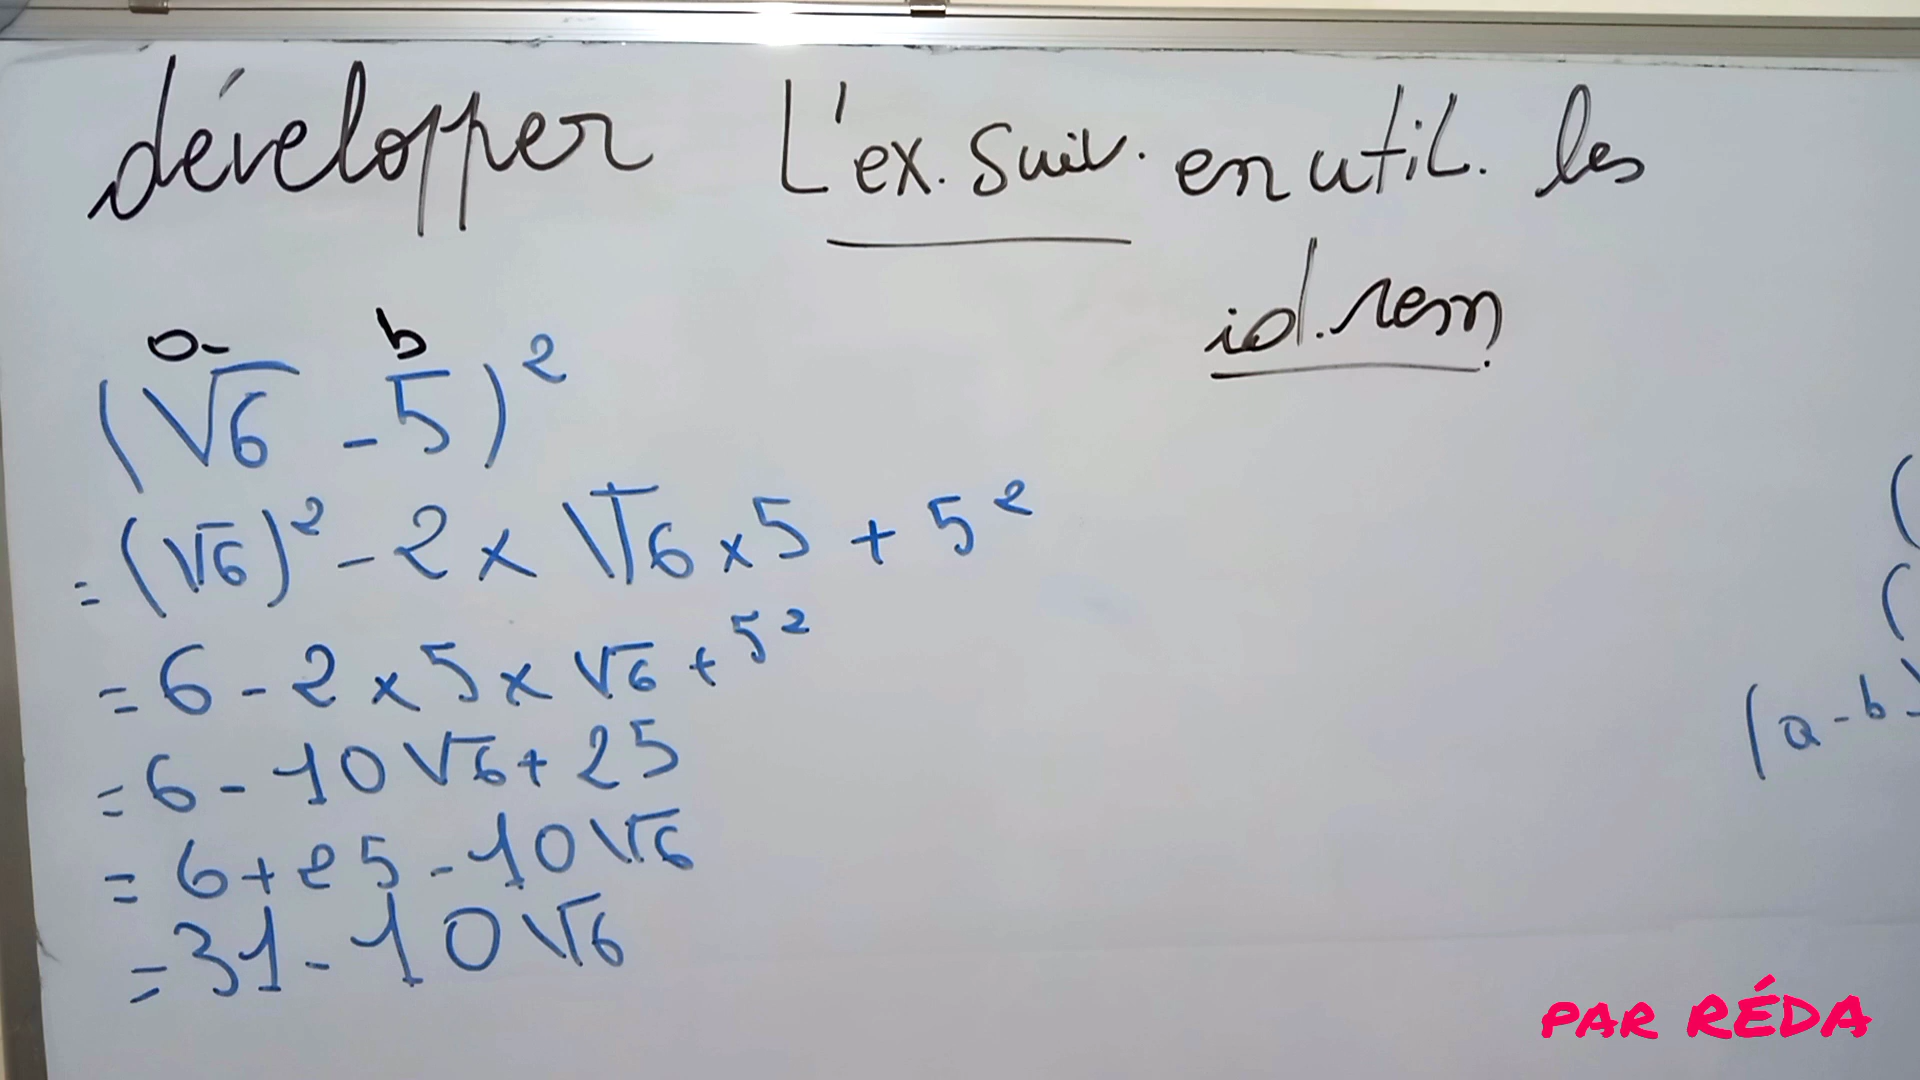 développer L'ex. suiv. en util. les
id. rem.
a b
(√6 - 5)²
= (√6)² - 2 × √6 × 5 + 5²
= 6 - 2 × 5 × √6 + 5²
= 6 - 10√6 + 25
= 6 + 25 - 10√6
= 31 - 10√6
(
(
(a - b)
PAR RÉDA